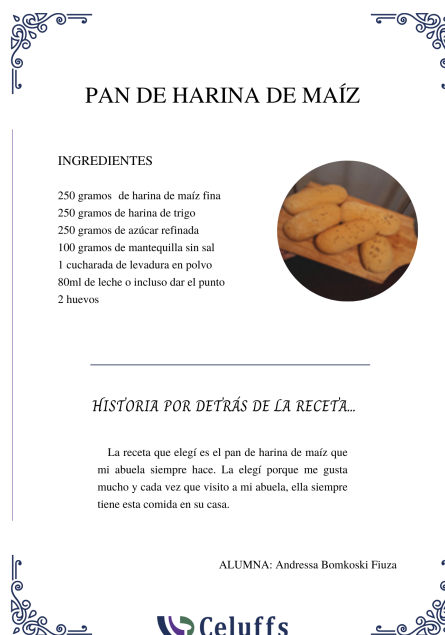 PAN DE HARINA DE MAÍZ
INGREDIENTES
250 gramos de harina de maíz fina
250 gramos de harina de trigo
250 gramos de azúcar refinada
100 gramos de mantequilla sin sal
1 cucharada de levadura en polvo
80ml de leche o incluso dar el punto
2 huevos
HISTORIA POR DETRÁS DE LA RECETA...
La receta que elegí es el pan de harina de maíz que
mi abuela siempre hace. La elegí porque me gusta
mucho y cada vez que visito a mi abuela, ella siempre
tiene esta comida en su casa.
ALUMNA: Andressa Bomkoski Fiuza
Celuffs